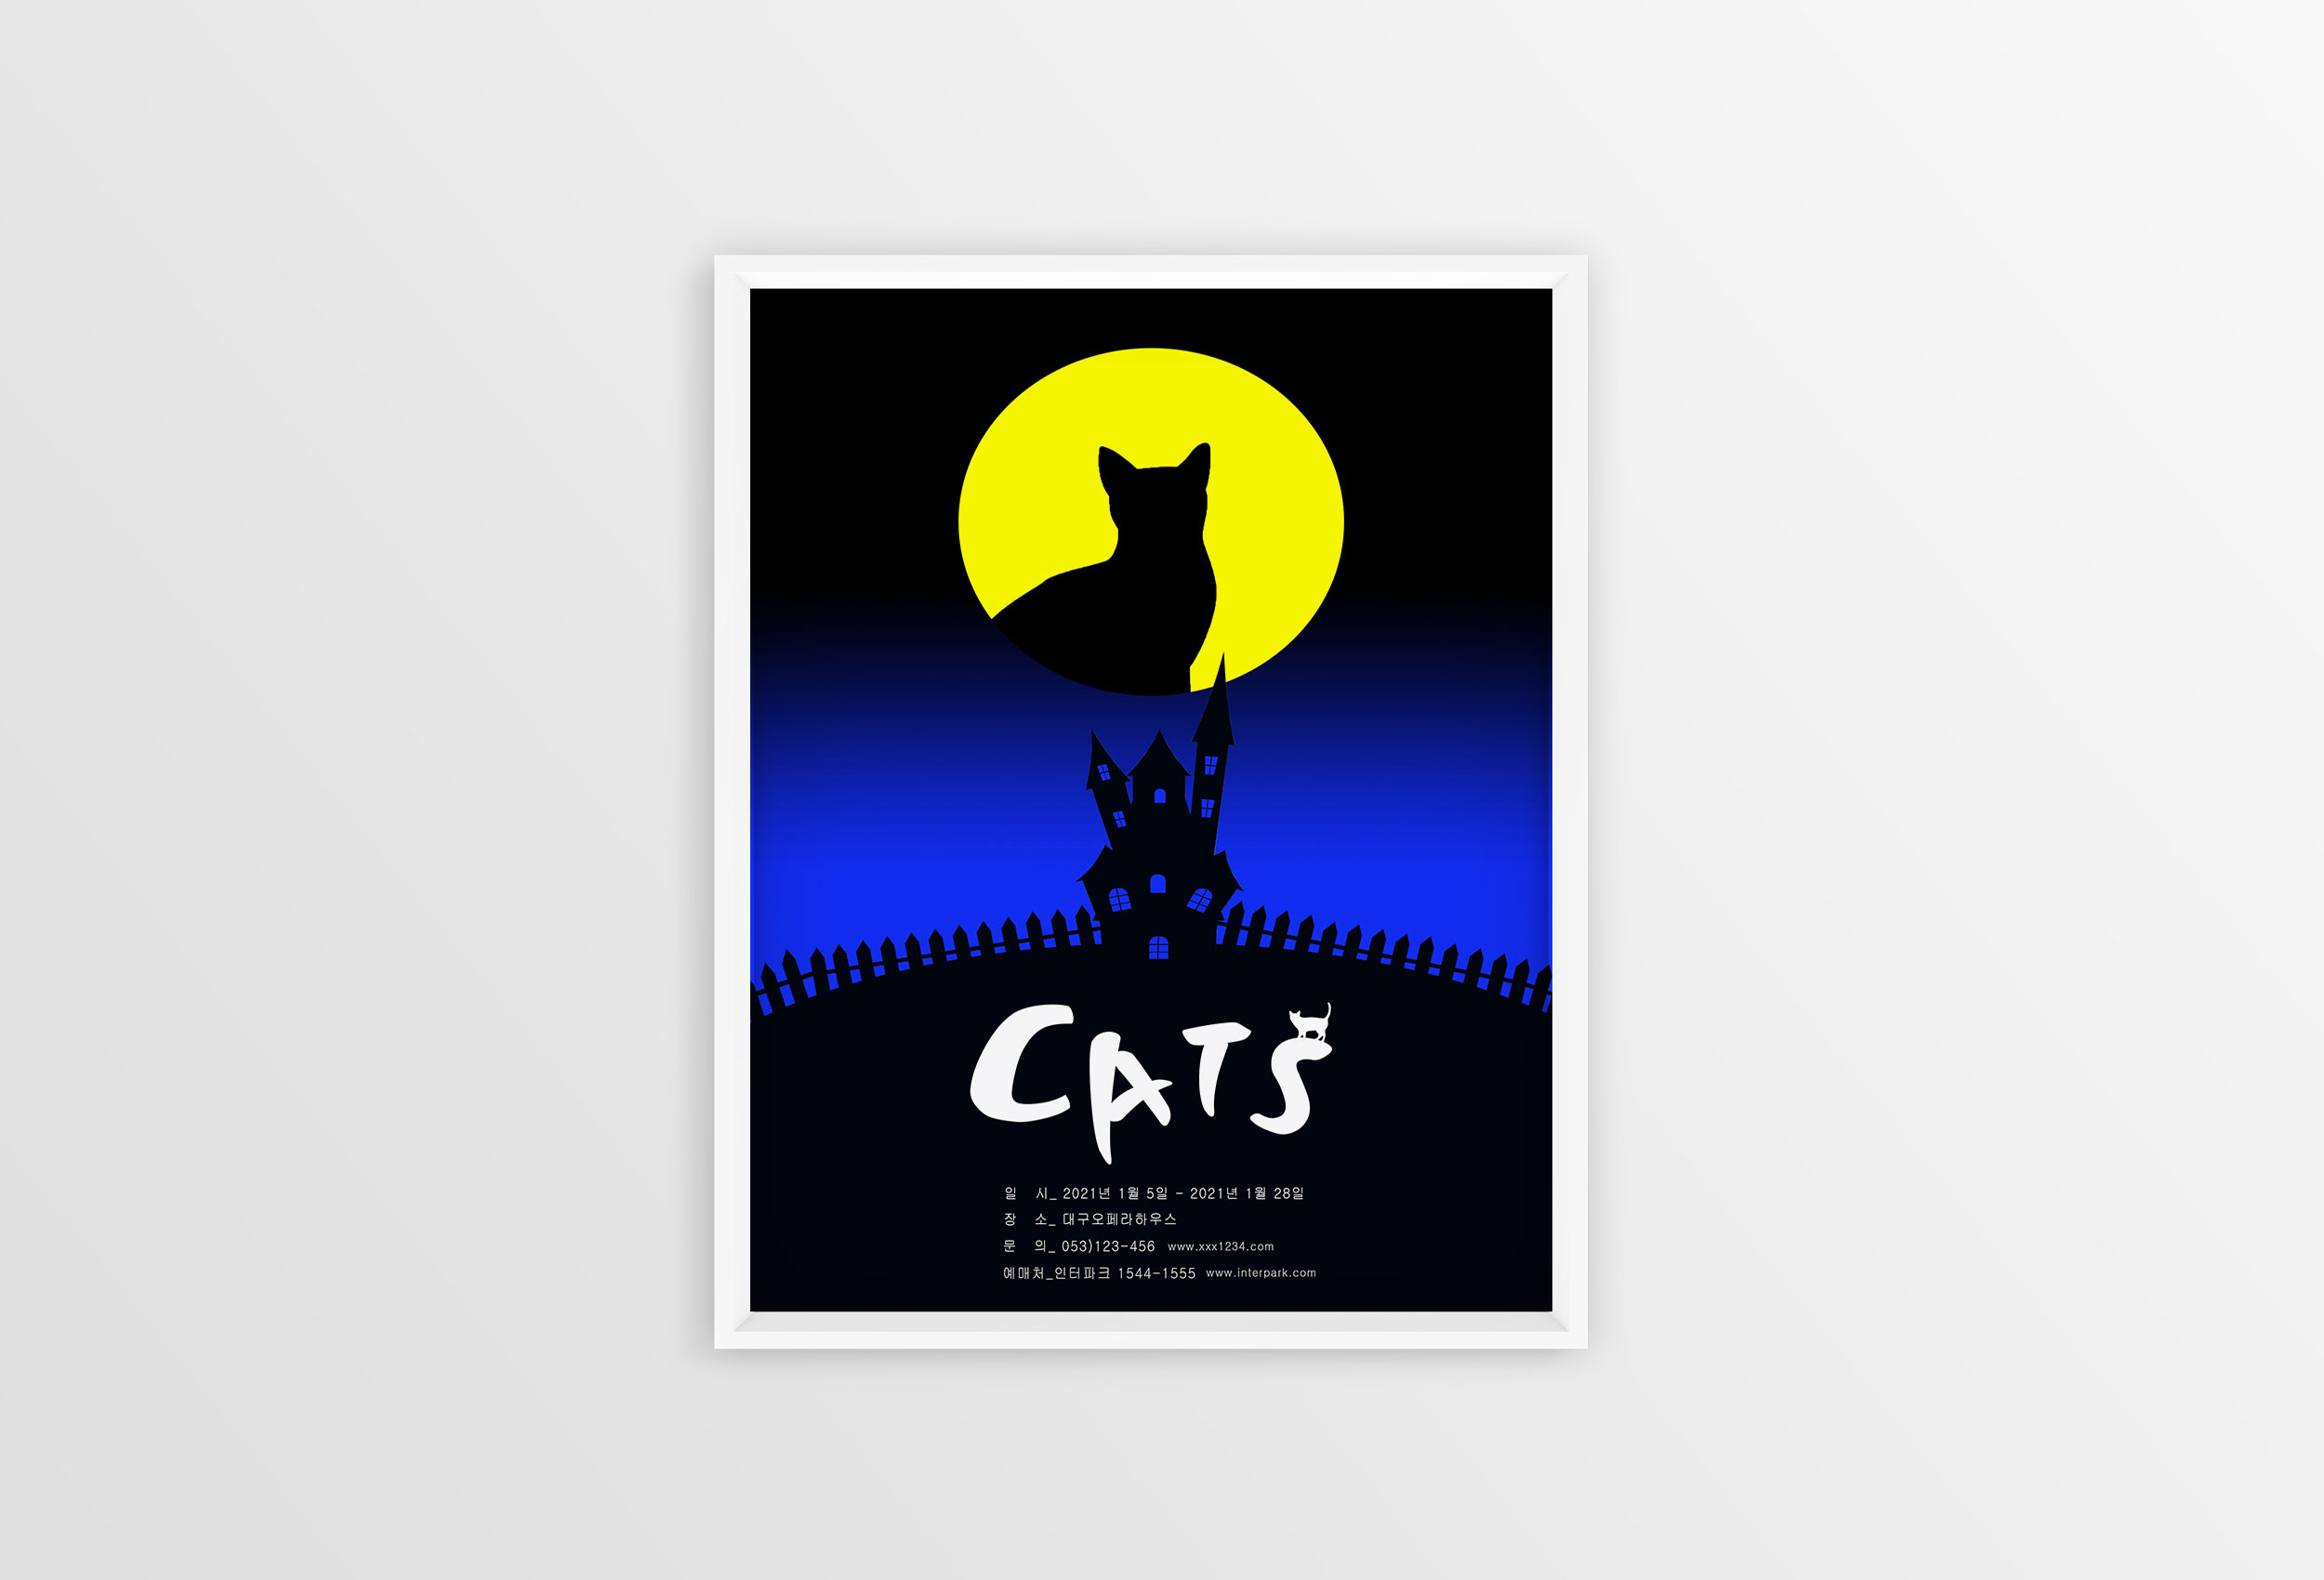 CATS
일 시_ 2021년 1월 5일 - 2021년 1월 28일
장 소_ 대구오페라하우스
문 의_ 053)123-456 www.xxx1234.com
예매처_인터파크 1544-1555 www.interpark.com